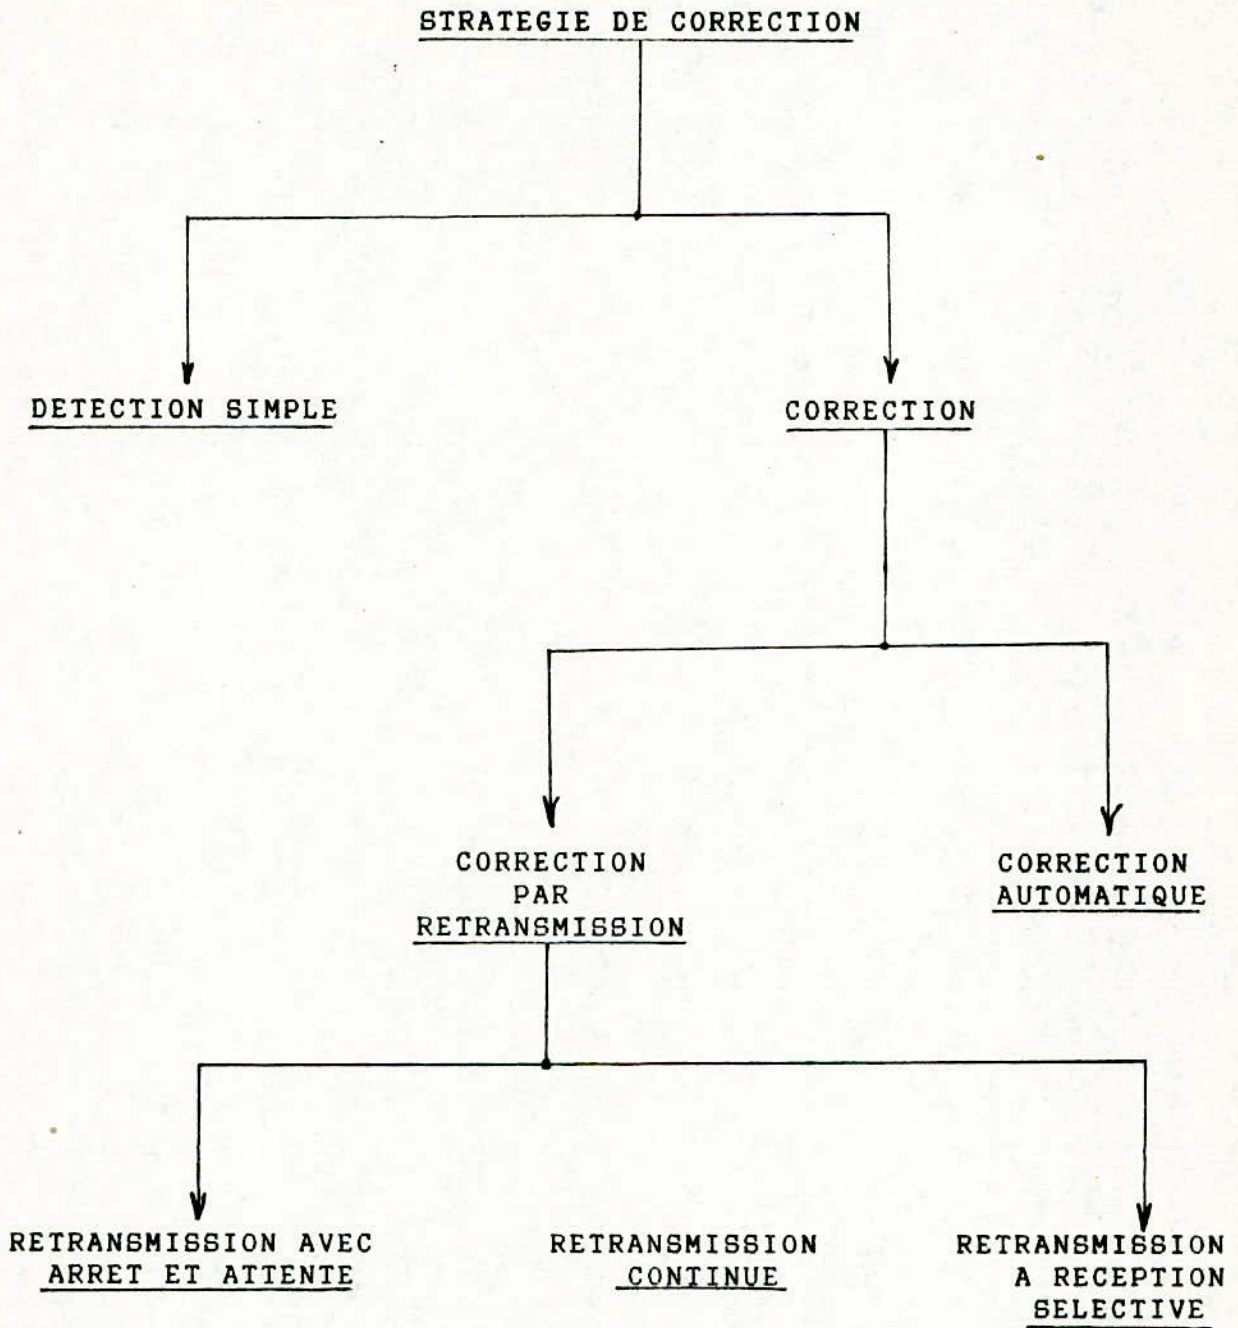 STRATEGIE DE CORRECTION
DETECTION SIMPLE
CORRECTION
CORRECTION
PAR
RETRANSMISSION
CORRECTION
AUTOMATIQUE
RETRANSMISSION AVEC
ARRET ET ATTENTE
RETRANSMISSION
CONTINUE
RETRANSMISSION
A RECEPTION
SELECTIVE